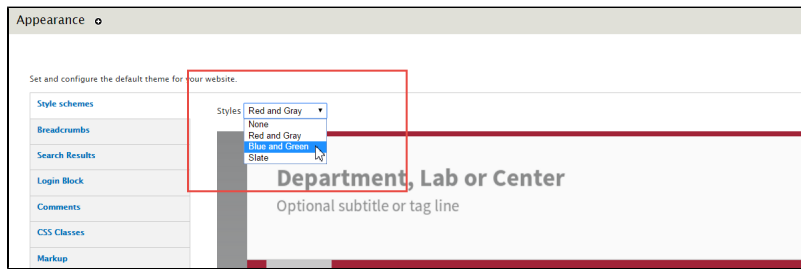 Appearance
Set and configure the default theme for your website.
Style schemes
Breadcrumbs
Search Results
Login Block
Comments
CSS Classes
Markup
Styles Red and Gray
None
Red and Gray
Blue and Green
Slate
Department, Lab or Center
Optional subtitle or tag line